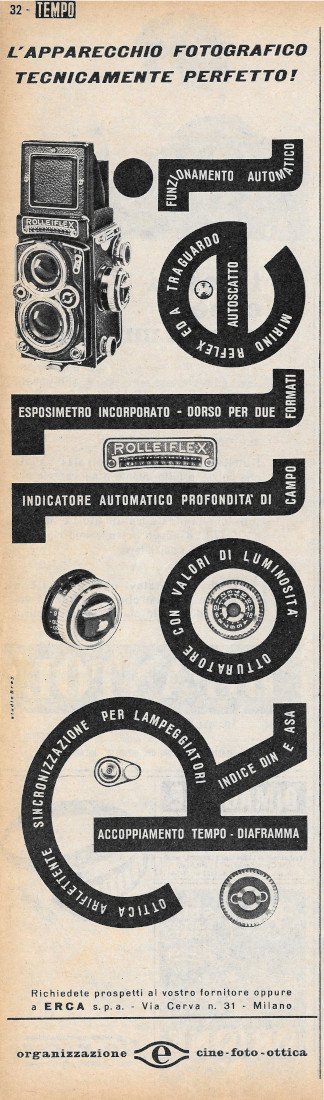 32 - TEMPO
L'APPARECCHIO FOTOGRAFICO
TECNICAMENTE PERFETTO!
ROLLEIFLEX
FUNZIONAMENTO AUTOMATICO
MIRINO REFLEX ED A TRAGUARDO
AUTOSCATTO
ESPOSIMETRO INCORPORATO - DORSO PER DUE FORMATI
ROLLEIFLEX
INDICATORE AUTOMATICO PROFONDITA' DI CAMPO
OTTURATORE CON VALORI DI LUMINOSITA'
Rollei
OTTICA ARIFLETTENTE SINCRONIZZAZIONE PER LAMPEGGIATORI
INDICE DIN E ASA
ACCOPPIAMENTO TEMPO - DIAFRAMMA
Richiedete prospetti al vostro fornitore oppure
a ERCA s.p.a. - Via Cerva n. 31 - Milano
organizzazione e cine-foto-ottica